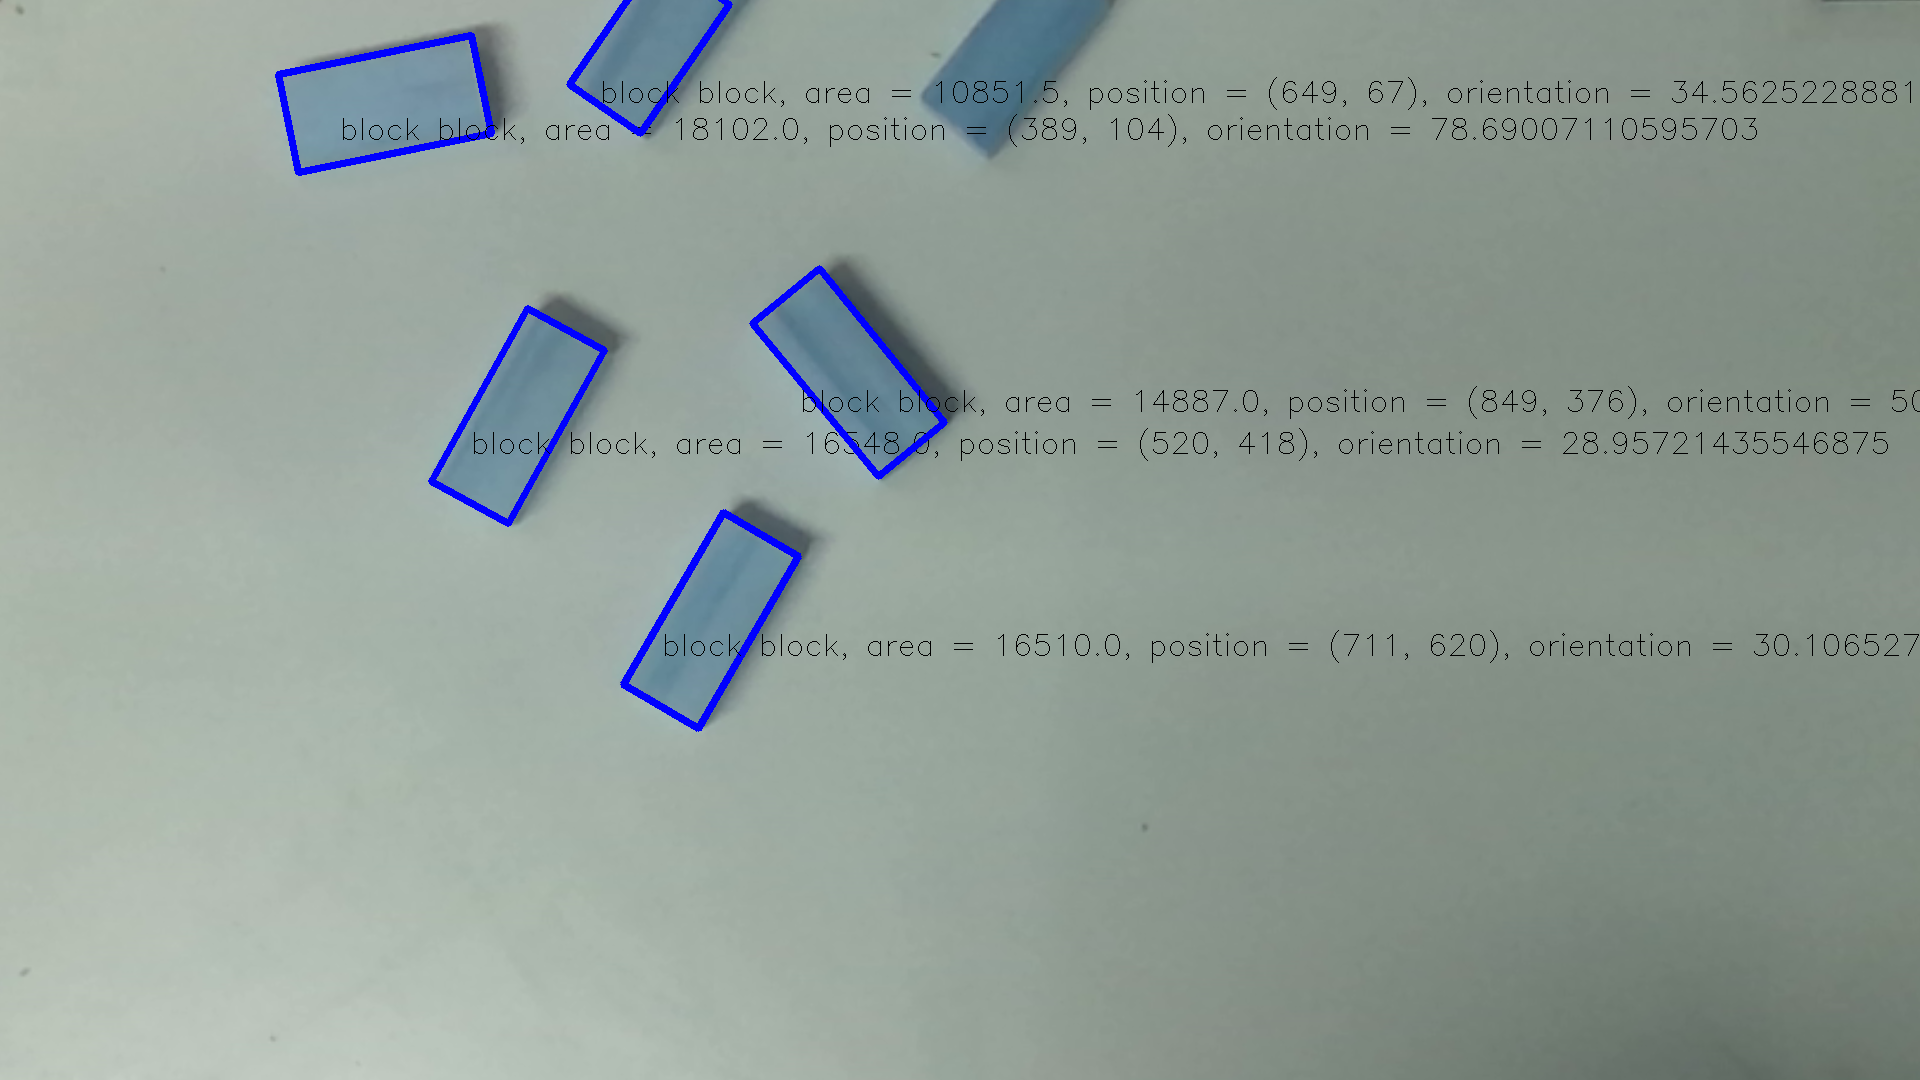 block block, area = 10851.5, position = (649, 67), orientation = 34.5625228881
block block, area = 18102.0, position = (389, 104), orientation = 78.69007110595703
block block, area = 14887.0, position = (849, 376), orientation = 50
block block, area = 16548.0, position = (520, 418), orientation = 28.95721435546875
block block, area = 16510.0, position = (711, 620), orientation = 30.106527